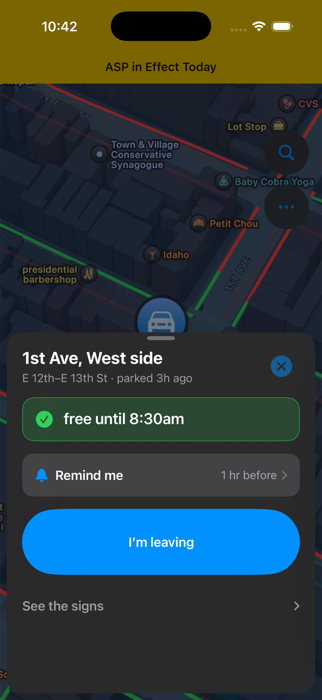 10:42
ASP in Effect Today
CVS
Lot Stop
Town & Village
Conservative
Synagogue
Baby Cobra Yoga
Petit Chou
1ST AVE
Idaho
presidential
barbershop
1st Ave, West side
E 12th–E 13th St · parked 3h ago
free until 8:30am
Remind me
1 hr before
I'm leaving
See the signs